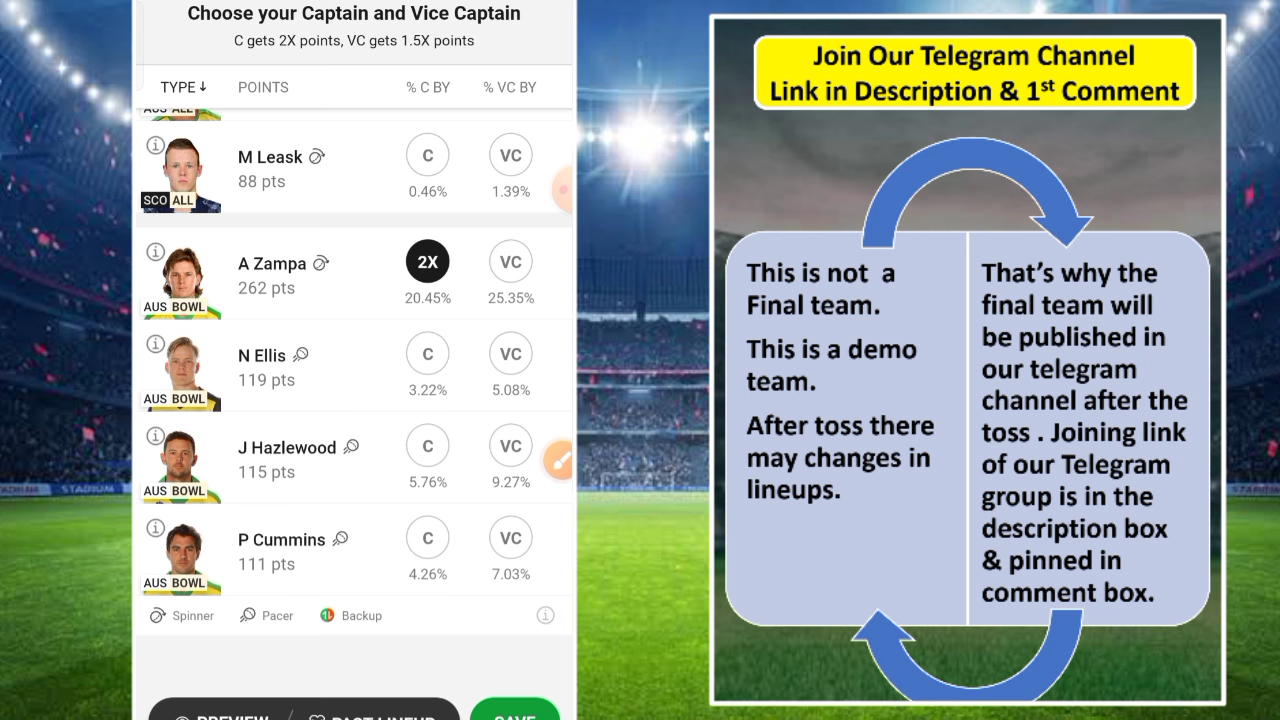 Choose your Captain and Vice Captain
C gets 2X points, VC gets 1.5X points
TYPE↓ POINTS % C BY % VC BY
AUS ALL
M Leask C VC
88 pts 0.46% 1.39%
SCO ALL
A Zampa 2X VC
262 pts 20.45% 25.35%
AUS BOWL
N Ellis C VC
119 pts 3.22% 5.08%
AUS BOWL
J Hazlewood C VC
115 pts 5.76% 9.27%
AUS BOWL
P Cummins C VC
111 pts 4.26% 7.03%
AUS BOWL
Spinner Pacer Backup
PREVIEW / PAST LINEUP SAVE
Join Our Telegram Channel
Link in Description & 1st Comment
This is not a
Final team.
This is a demo
team.
After toss there
may changes in
lineups.
That's why the
final team will
be published in
our telegram
channel after the
toss . Joining link
of our Telegram
group is in the
description box
& pinned in
comment box.
STADIUM